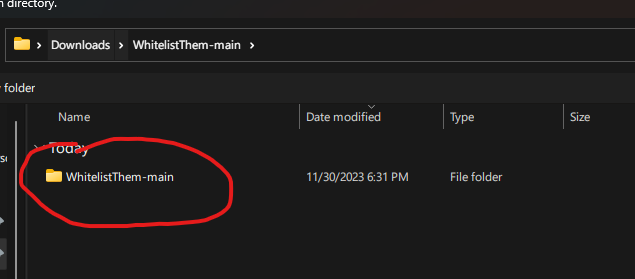 n directory.
Downloads > WhitelistThem-main >
folder
Name Date modified Type Size
Today
WhitelistThem-main 11/30/2023 6:31 PM File folder